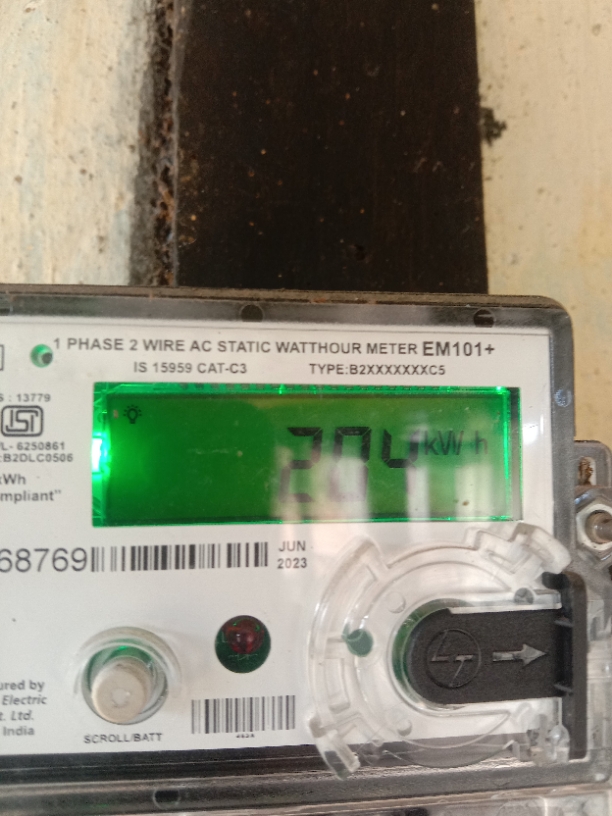 1 PHASE 2 WIRE AC STATIC WATTHOUR METER EM101+
IS 15959 CAT-C3 TYPE:B2XXXXXXXC5
S : 13779
/L- 6250861
:B2DLC0506
kWh
mpliant"
204 kW h
68769
JUN
2023
ured by
Electric
t. Ltd.
India
SCROLL/BATT